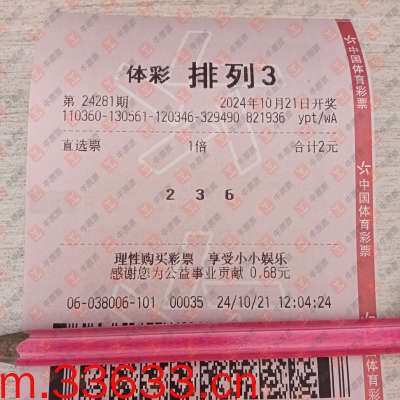 体彩 排列3
第 24281期 2024年10月21日开奖
110360-130561-120346-329490 821936 ypt/wA
直选票 1倍 合计2元
2 3 6
理性购买彩票 享受小小娱乐
感谢您为公益事业贡献 0.68元
06-038006-101 00035 24/10/21 12:04:24
中国体育彩票
中国体育彩票
m.33633.cn